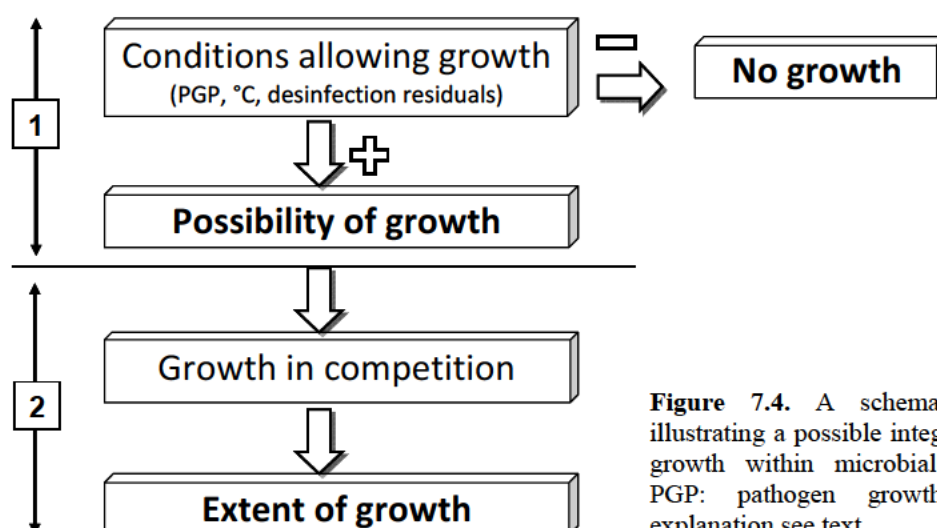 Conditions allowing growth
(PGP, °C, desinfection residuals)
No growth
1
Possibility of growth
Growth in competition
2
Extent of growth
Figure 7.4. A schema
illustrating a possible integ
growth within microbial
PGP: pathogen growth
explanation see text